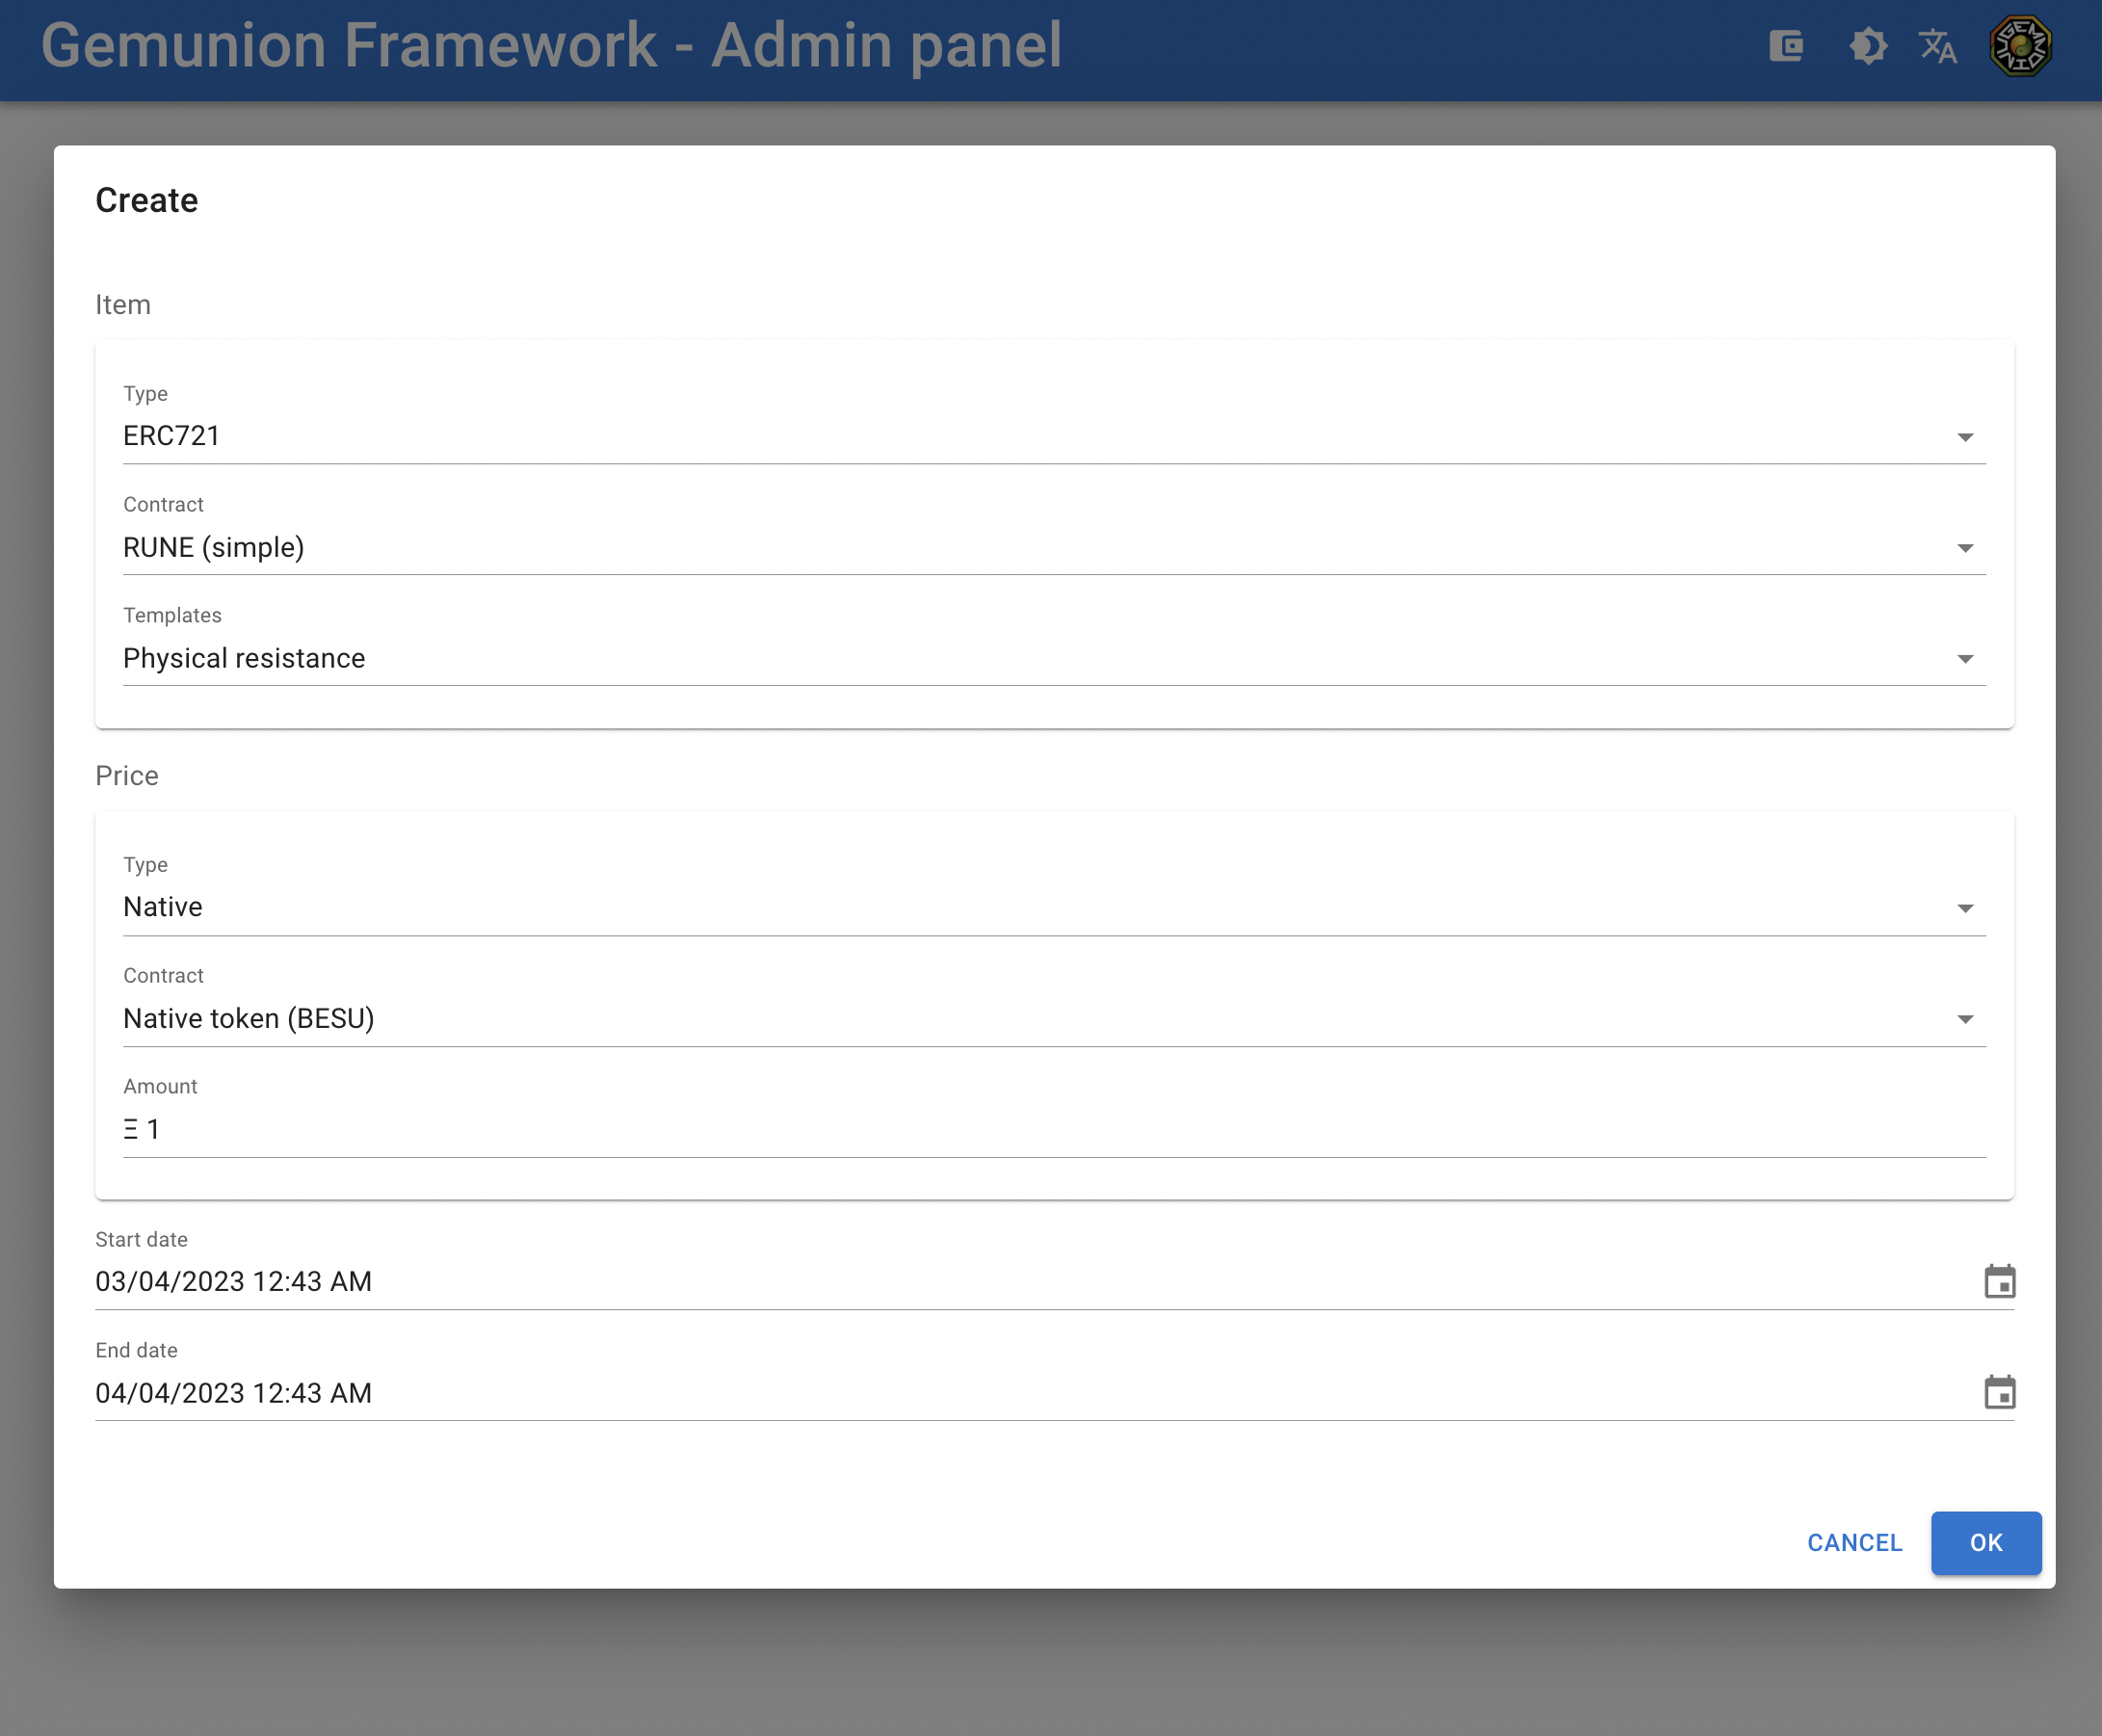 Gemunion Framework - Admin panel
GEMUNION
Create
Item
Type
ERC721
Contract
RUNE (simple)
Templates
Physical resistance
Price
Type
Native
Contract
Native token (BESU)
Amount
Ξ 1
Start date
03/04/2023 12:43 AM
End date
04/04/2023 12:43 AM
CANCEL
OK